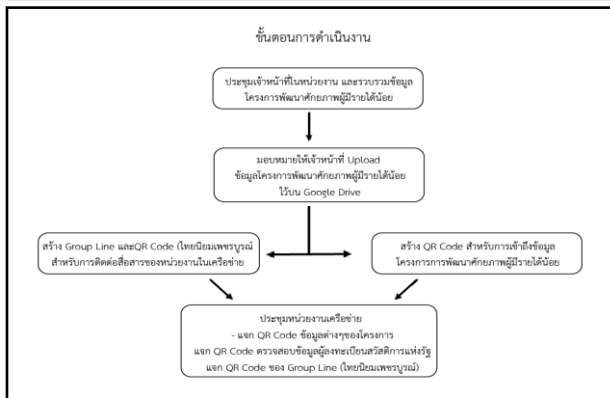 ขั้นตอนการดำเนินงาน
ประชุมเจ้าหน้าที่ในหน่วยงาน และรวบรวมข้อมูล
โครงการพัฒนาศักยภาพผู้มีรายได้น้อย
มอบหมายให้เจ้าหน้าที่ Upload
ข้อมูลโครงการพัฒนาศักยภาพผู้มีรายได้น้อย
ไว้บน Google Drive
สร้าง Group Line และQR Code (ไทยนิยมเพชรบูรณ์
สำหรับการติดต่อสื่อสารของหน่วยงานในเครือข่าย
สร้าง QR Code สำหรับการเข้าถึงข้อมูล
โครงการการพัฒนาศักยภาพผู้มีรายได้น้อย
ประชุมหน่วยงานเครือข่าย
- แจก QR Code ข้อมูลต่างๆของโครงการ
แจก QR Code ตรวจสอบข้อมูลผู้ลงทะเบียนสวัสดิการแห่งรัฐ
แจก QR Code ของ Group Line (ไทยนิยมเพชรบูรณ์)